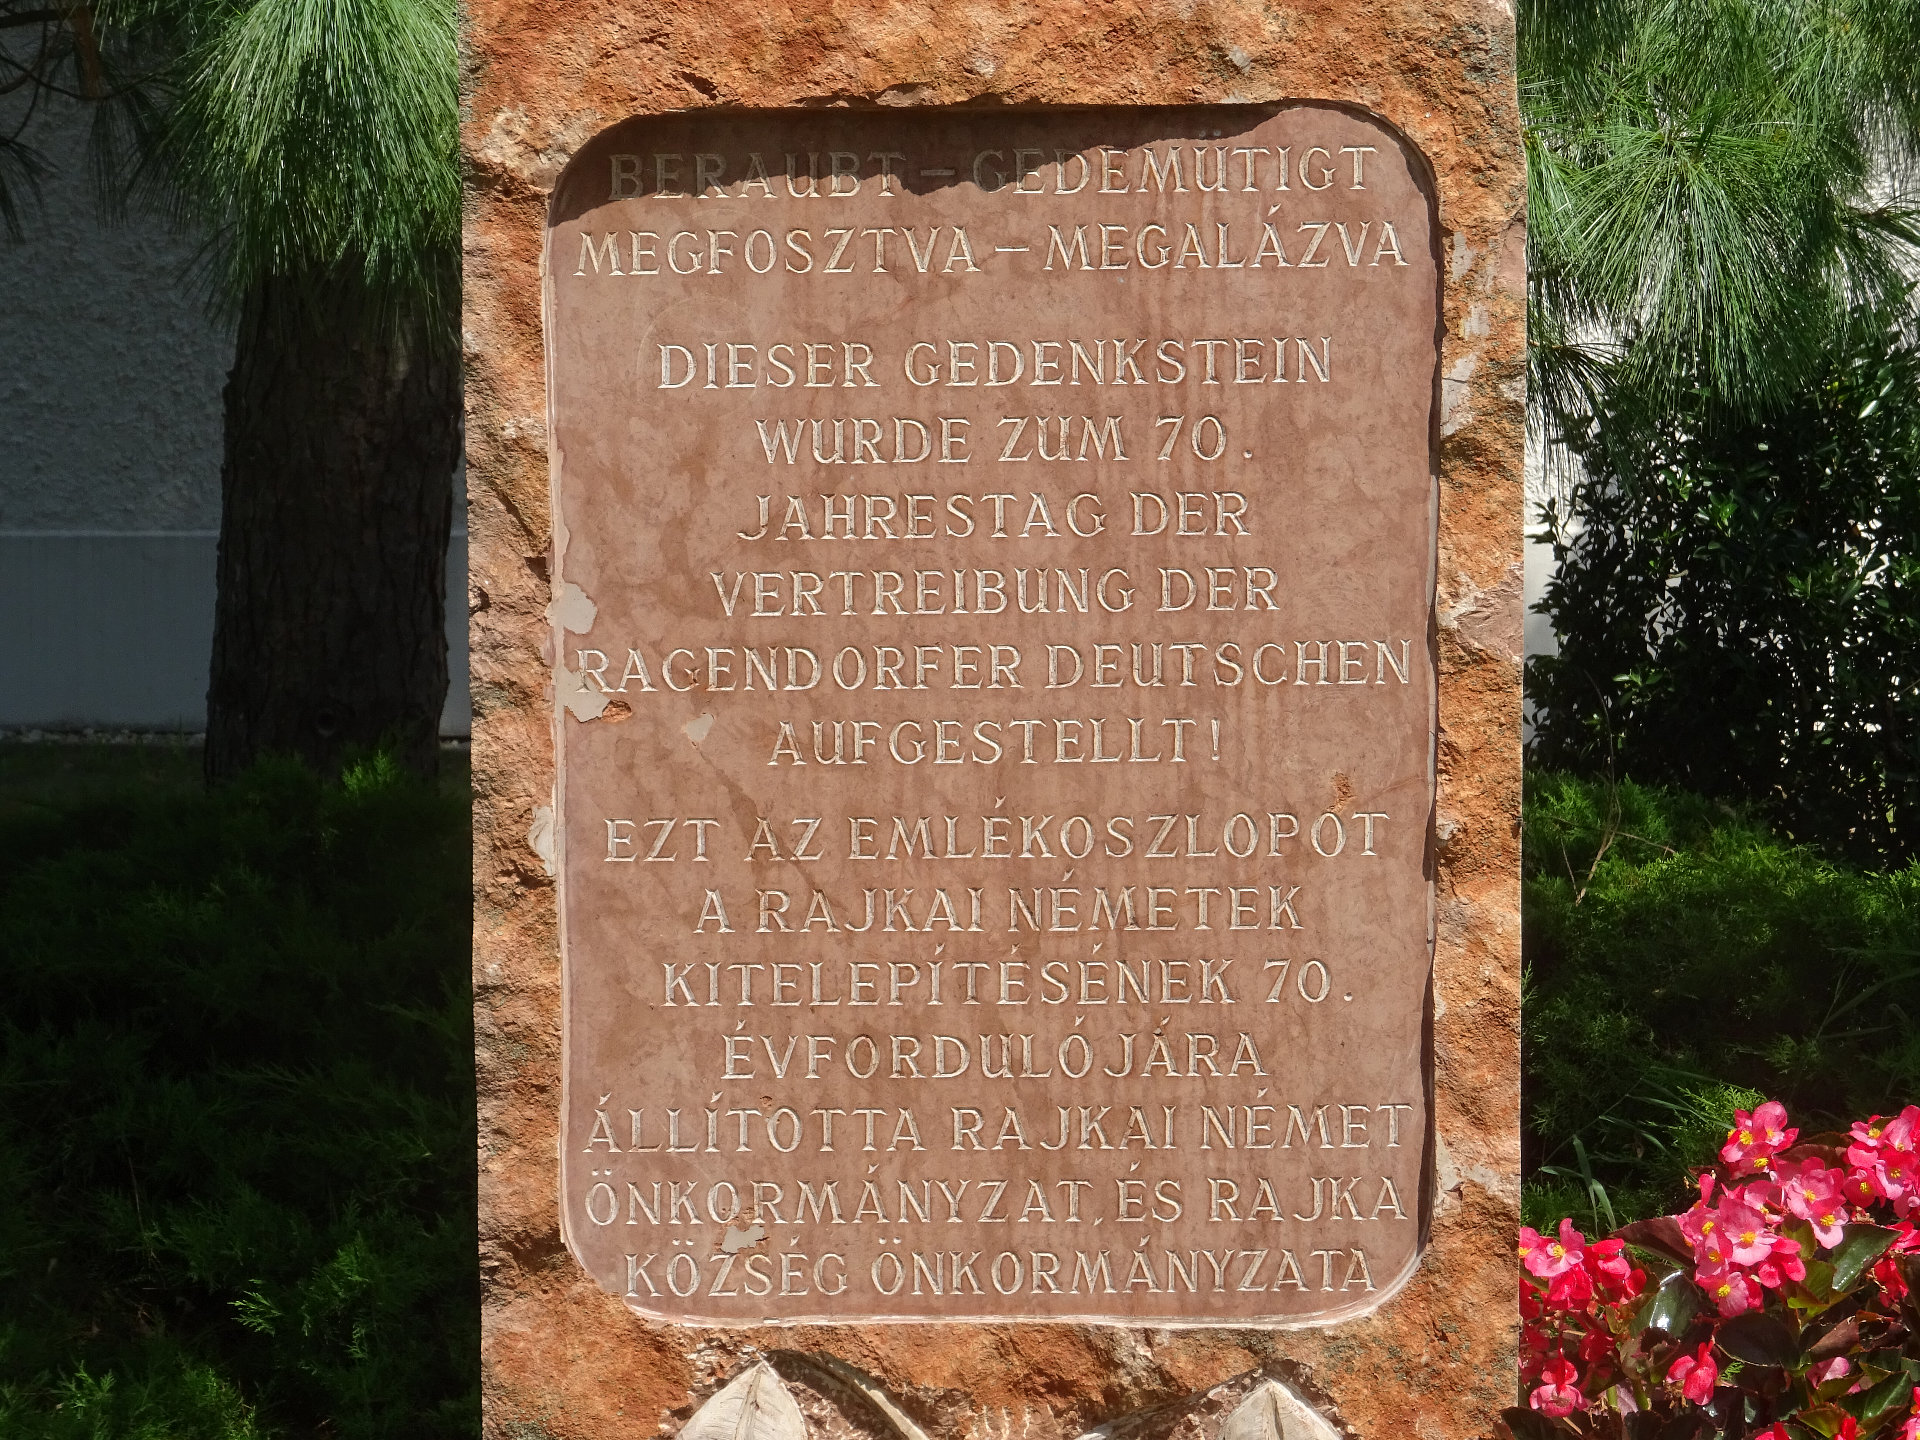 BERAUBT – GEDEMÜTIGT
MEGFOSZTVA – MEGALÁZVA
DIESER GEDENKSTEIN
WURDE ZUM 70.
JAHRESTAG DER
VERTREIBUNG DER
RAGENDORFER DEUTSCHEN
AUFGESTELLT!
EZT AZ EMLÉKOSZLOPOT
A RAJKAI NÉMETEK
KITELEPÍTÉSÉNEK 70.
ÉVFORDULÓJÁRA
ÁLLÍTOTTA RAJKAI NÉMET
ÖNKORMÁNYZAT, ÉS RAJKA
KÖZSÉG ÖNKORMÁNYZATA